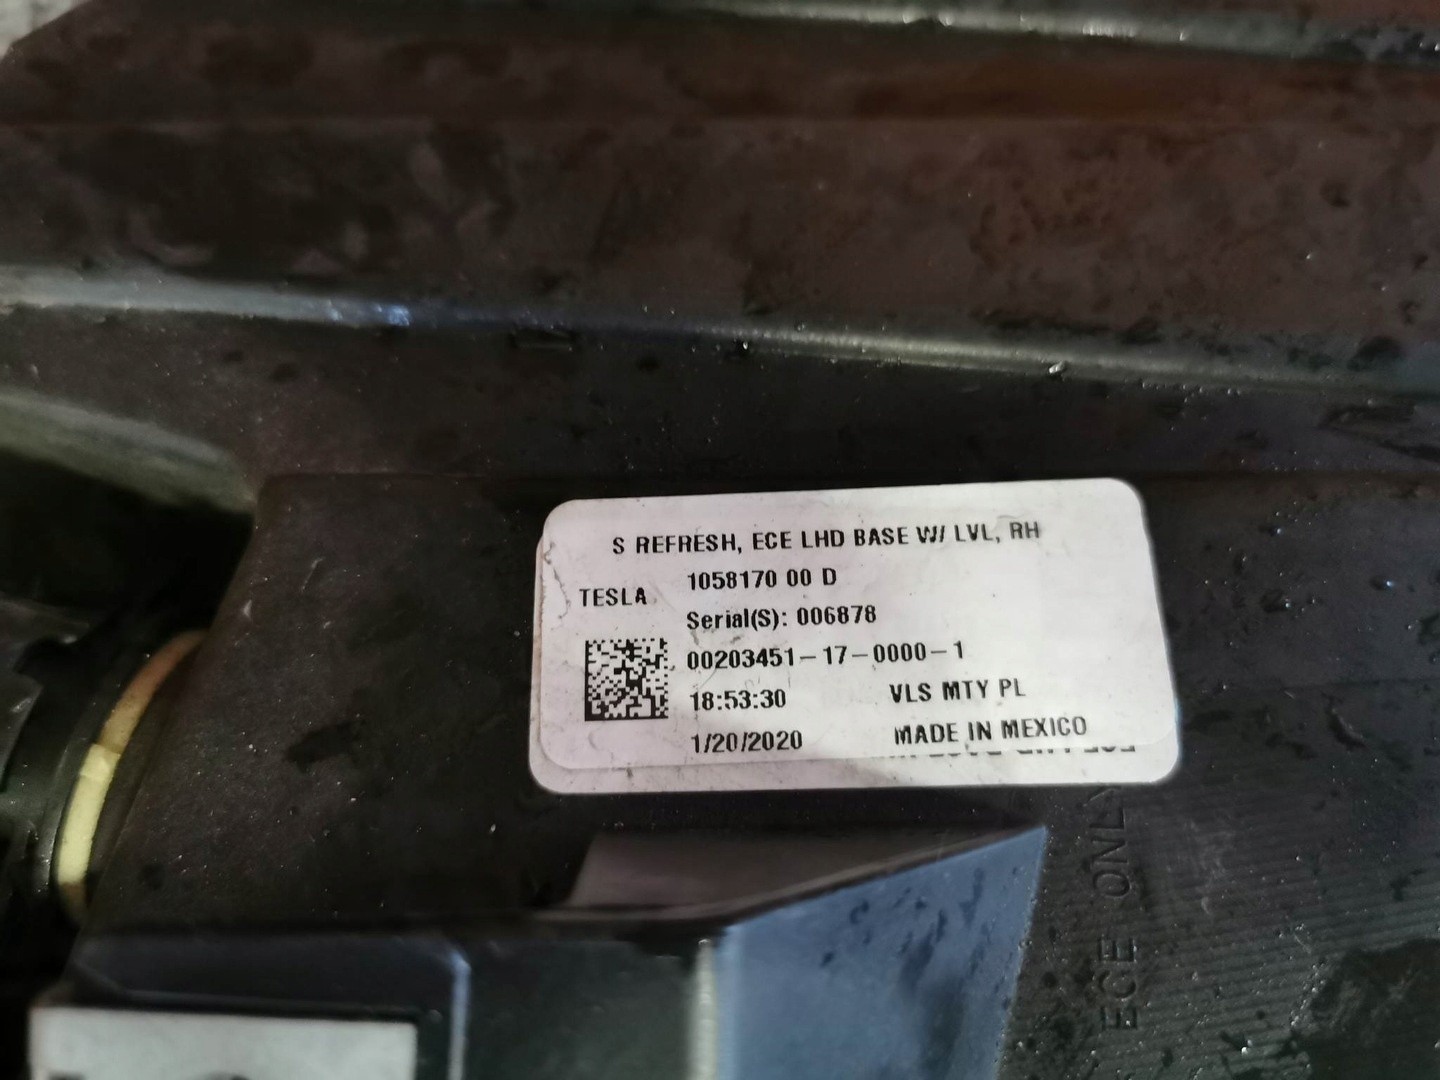 S REFRESH, ECE LHD BASE W/ LVL, RH
1058170 00 D
TESLA
Serial(S): 006878
00203451-17-0000-1
18:53:30 VLS MTY PL
1/20/2020 MADE IN MEXICO
ECE ONLY